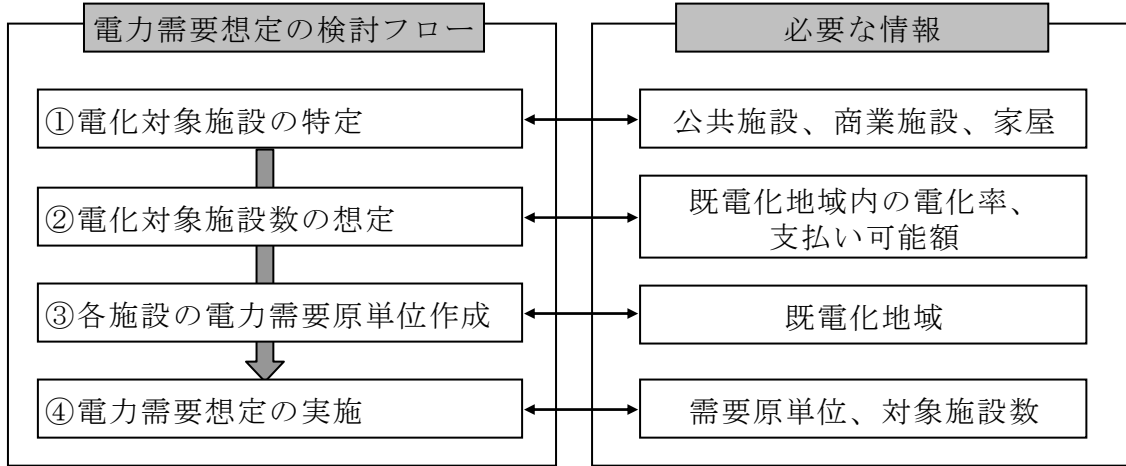 電力需要想定の検討フロー
必要な情報
①電化対象施設の特定
公共施設、商業施設、家屋
②電化対象施設数の想定
既電化地域内の電化率、
支払い可能額
③各施設の電力需要原単位作成
既電化地域
④電力需要想定の実施
需要原単位、対象施設数